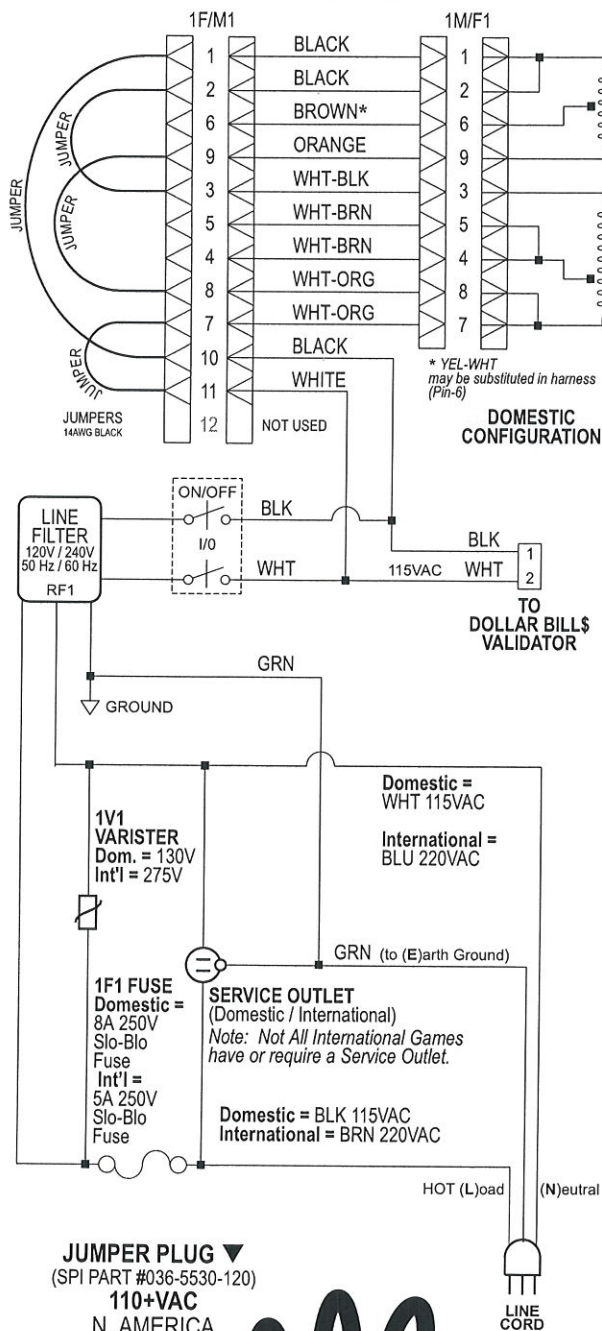 1F/M1
1M/F1
1 BLACK 1
2 BLACK 2
6 BROWN* 6
9 ORANGE 9
3 WHT-BLK 3
5 WHT-BRN 5
4 WHT-BRN 4
8 WHT-ORG 8
7 WHT-ORG 7
10 BLACK
11 WHITE
12 NOT USED
JUMPER
JUMPER
JUMPER
JUMPER
JUMPERS
14AWG BLACK
* YEL-WHT
may be substituted in harness
(Pin-6)
DOMESTIC
CONFIGURATION
LINE
FILTER
120V / 240V
50 Hz / 60 Hz
RF1
ON/OFF
I/0
BLK
WHT
115VAC
BLK 1
WHT 2
TO
DOLLAR BILL$
VALIDATOR
GRN
GROUND
Domestic =
WHT 115VAC
International =
BLU 220VAC
1V1
VARISTER
Dom. = 130V
Int'l = 275V
GRN (to (E)arth Ground)
1F1 FUSE
Domestic =
8A 250V
Slo-Blo
Fuse
Int'l =
5A 250V
Slo-Blo
Fuse
SERVICE OUTLET
(Domestic / International)
Note: Not All International Games
have or require a Service Outlet.
Domestic = BLK 115VAC
International = BRN 220VAC
HOT (L)oad
(N)eutral
LINE
CORD
JUMPER PLUG ▼
(SPI PART #036-5530-120)
110+VAC
N. AMERICA